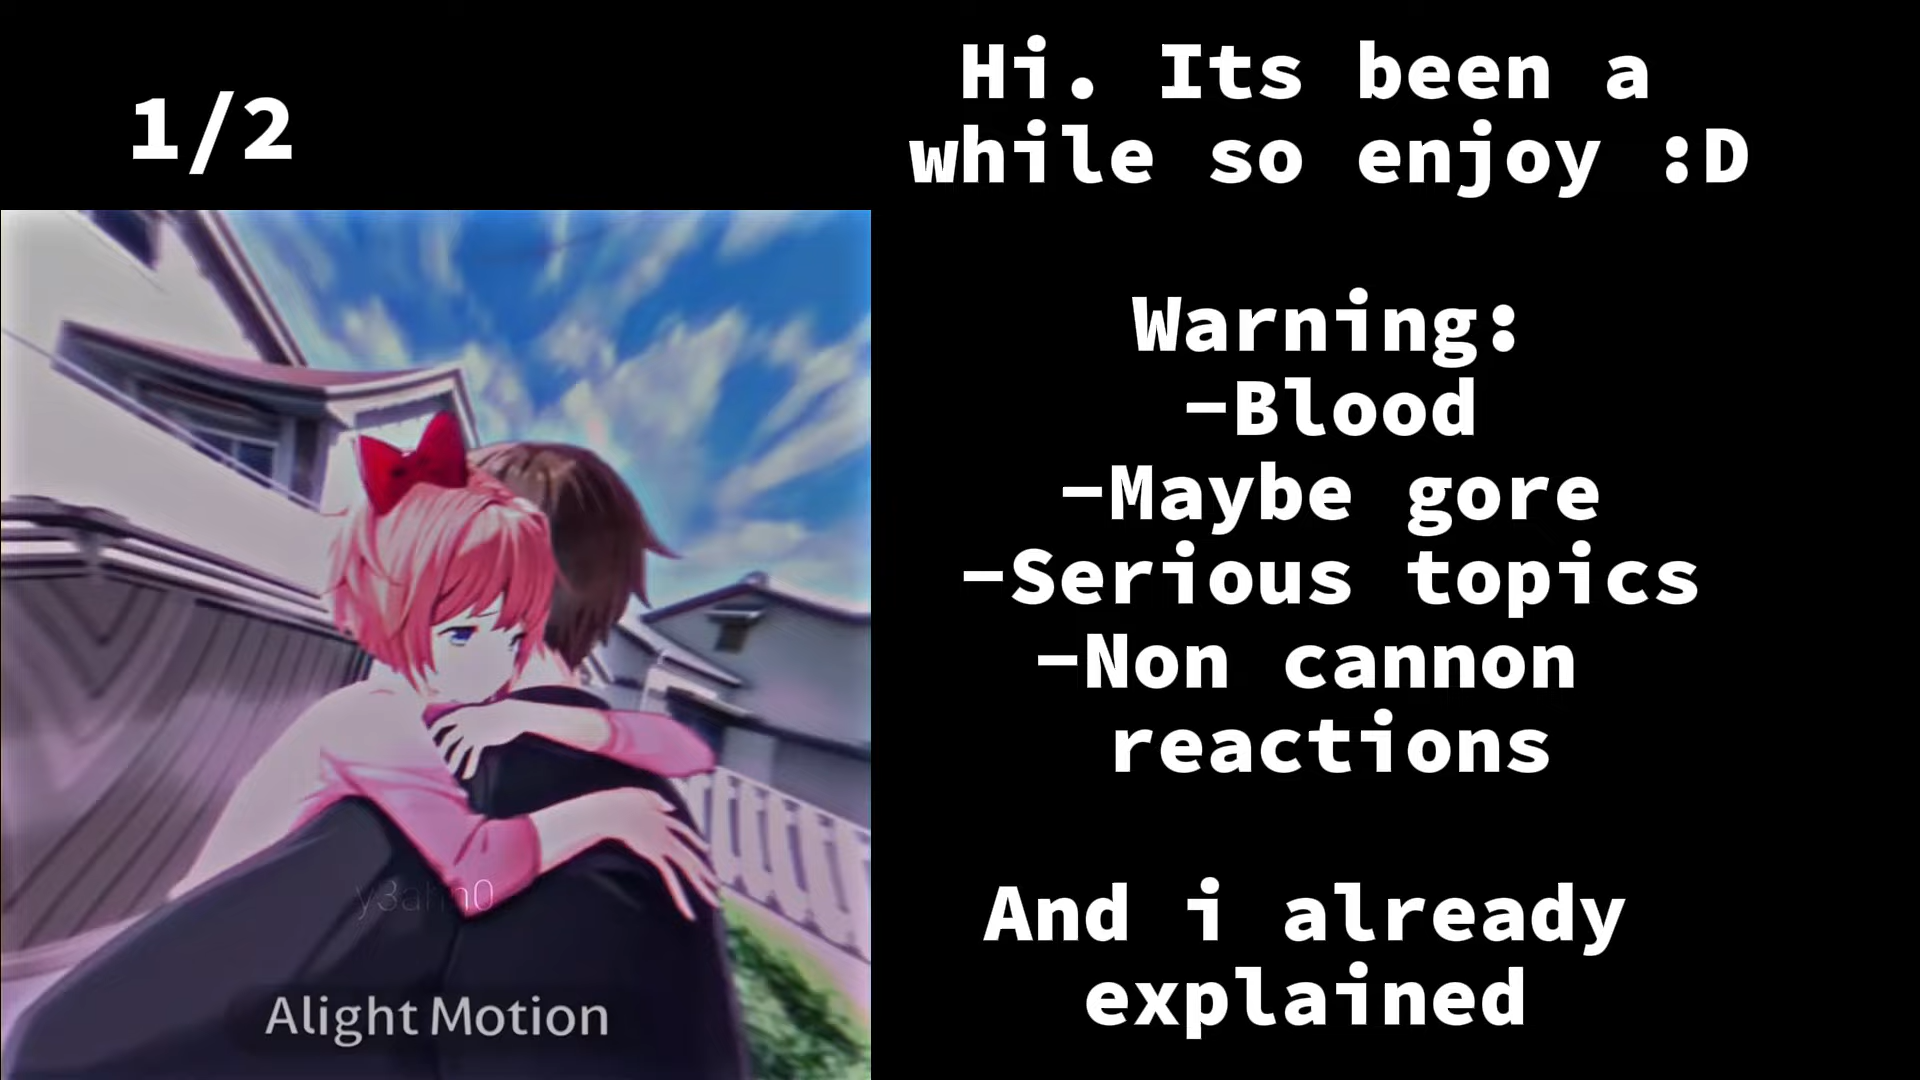 1/2
Hi. Its been a
while so enjoy :D
Warning:
-Blood
-Maybe gore
-Serious topics
-Non cannon
reactions
And i already
explained
y3ahn0
Alight Motion